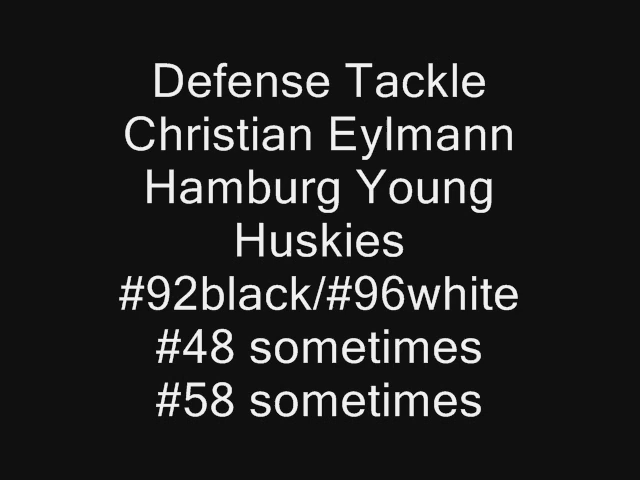 Defense Tackle
Christian Eylmann
Hamburg Young
Huskies
#92black/#96white
#48 sometimes
#58 sometimes